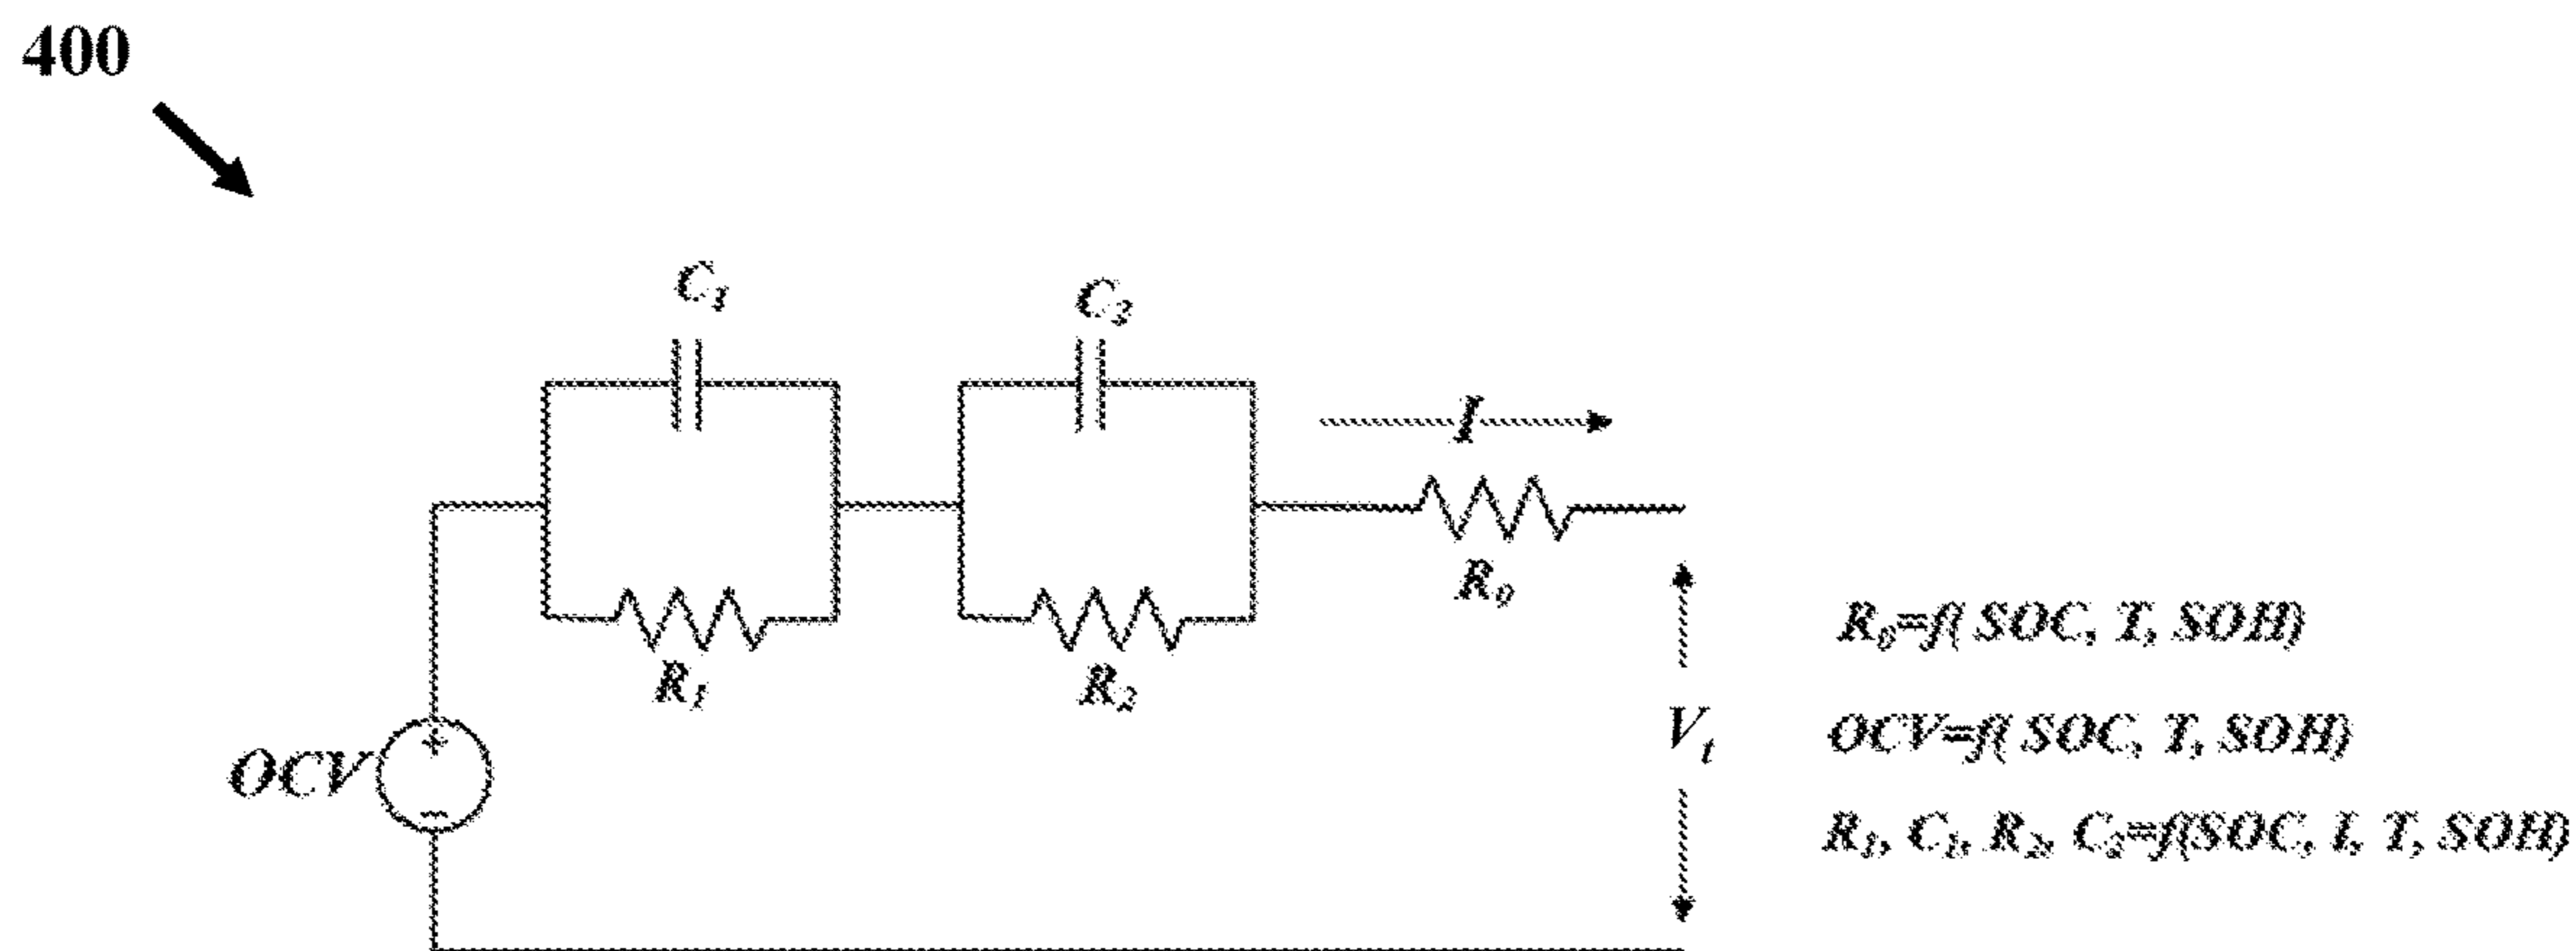 400
C₁
C₂
I
R₀
R₁
R₂
OCV
Vₜ
R₀=f( SOC, T, SOH)
OCV=f( SOC, T, SOH)
R₁, C₁, R₂, C₂=f(SOC, I, T, SOH)